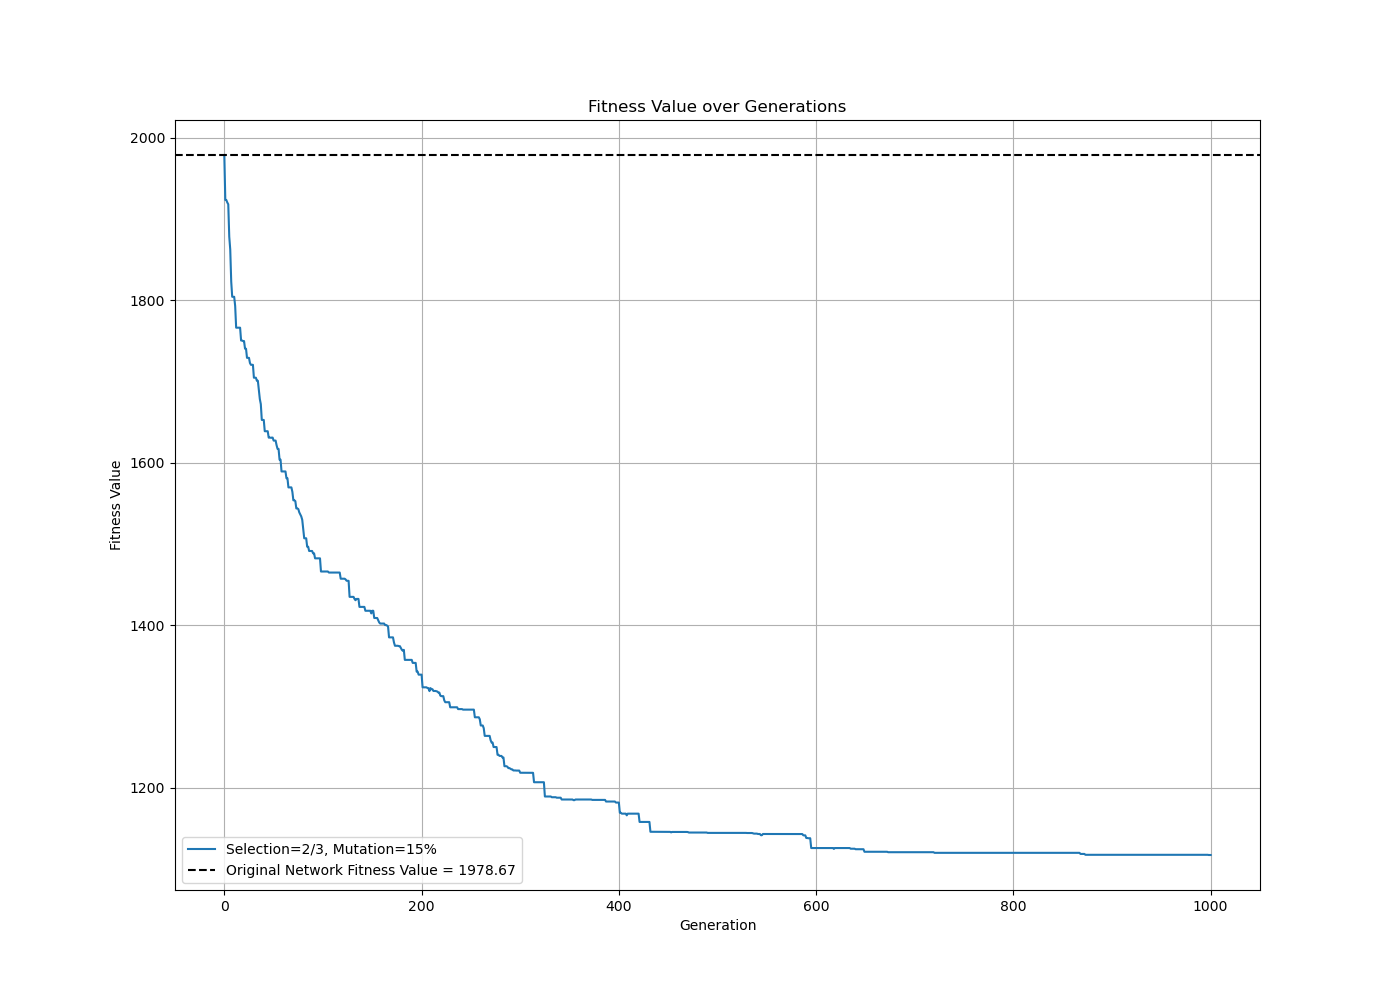 Fitness Value over Generations
2000
1800
1600
1400
1200
Fitness Value
Selection=2/3, Mutation=15%
Original Network Fitness Value = 1978.67
0 200 400 600 800 1000
Generation